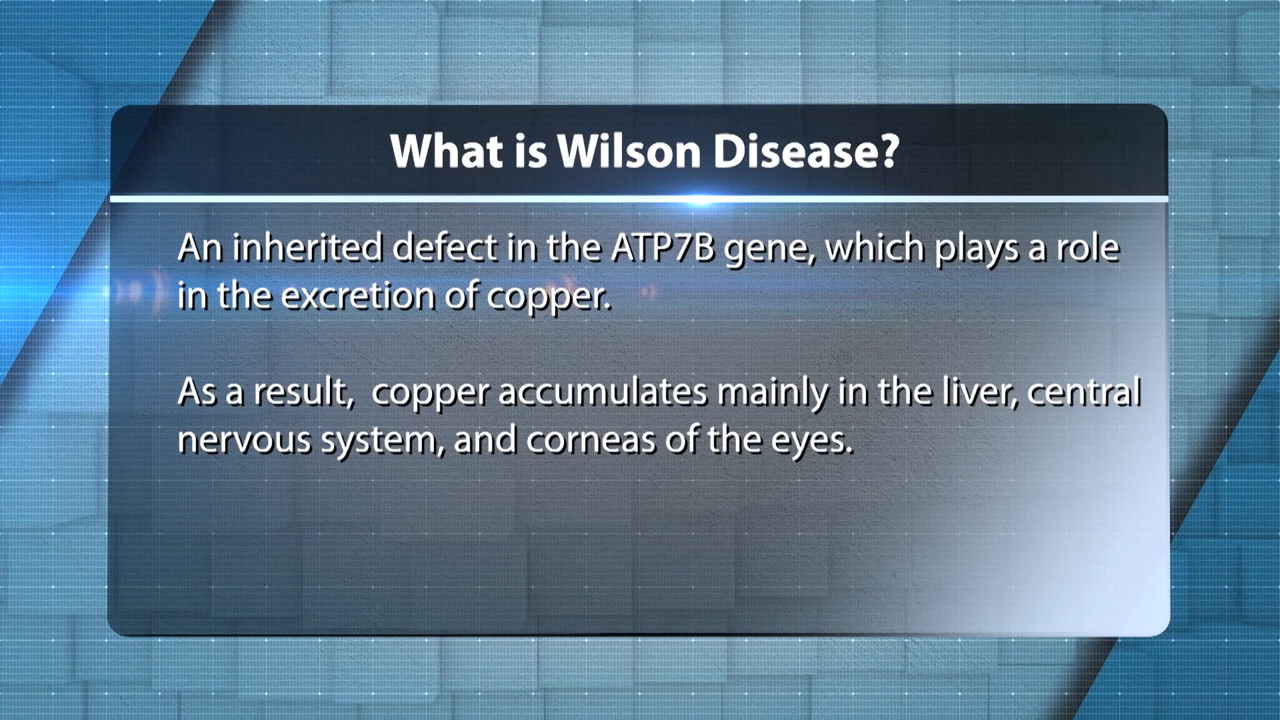 What is Wilson Disease?
An inherited defect in the ATP7B gene, which plays a role
in the excretion of copper.
As a result,  copper accumulates mainly in the liver, central
nervous system, and corneas of the eyes.